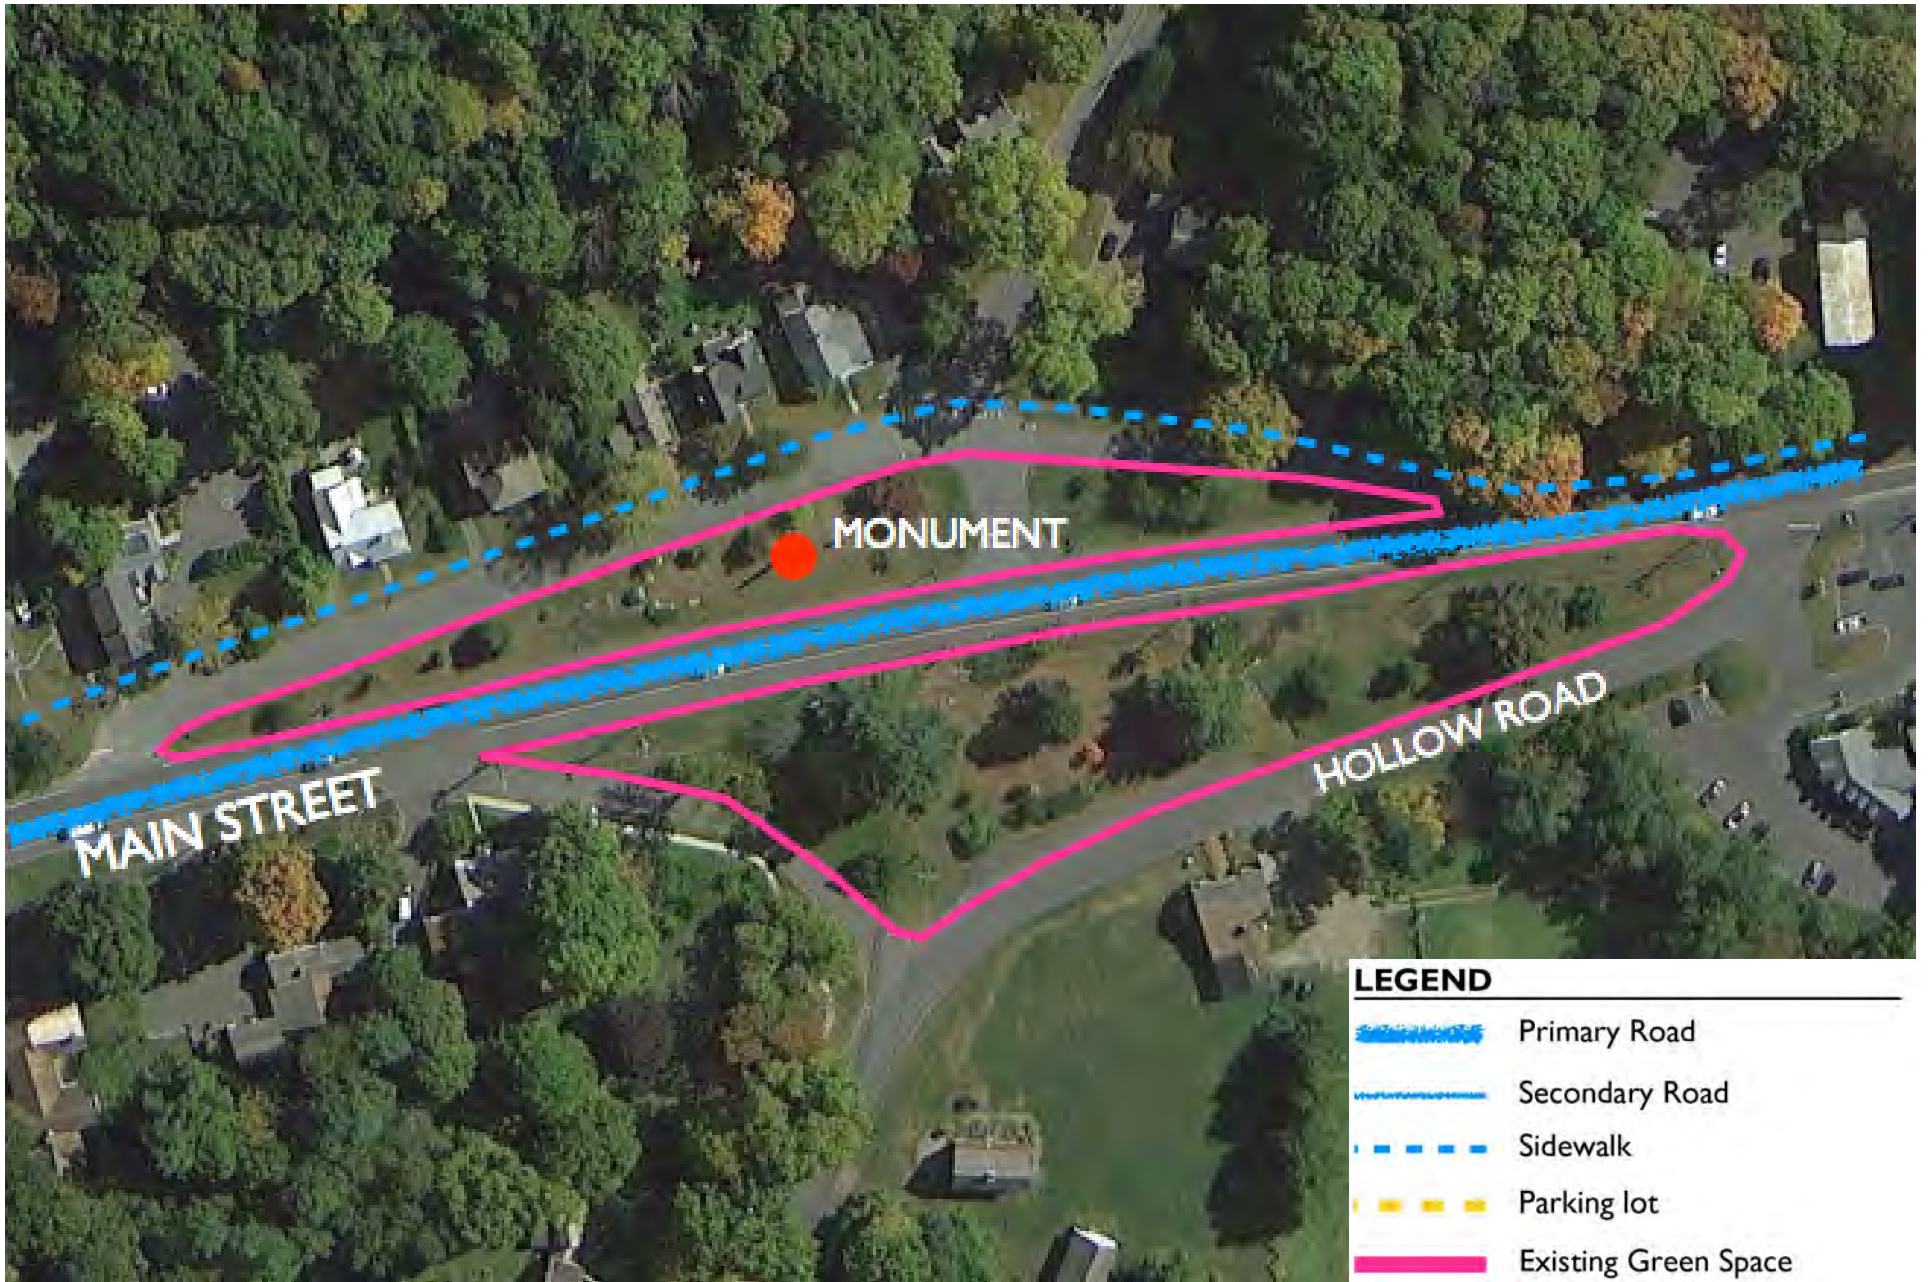 MONUMENT
HOLLOW ROAD
MAIN STREET
LEGEND
Primary Road
Secondary Road
Sidewalk
Parking lot
Existing Green Space